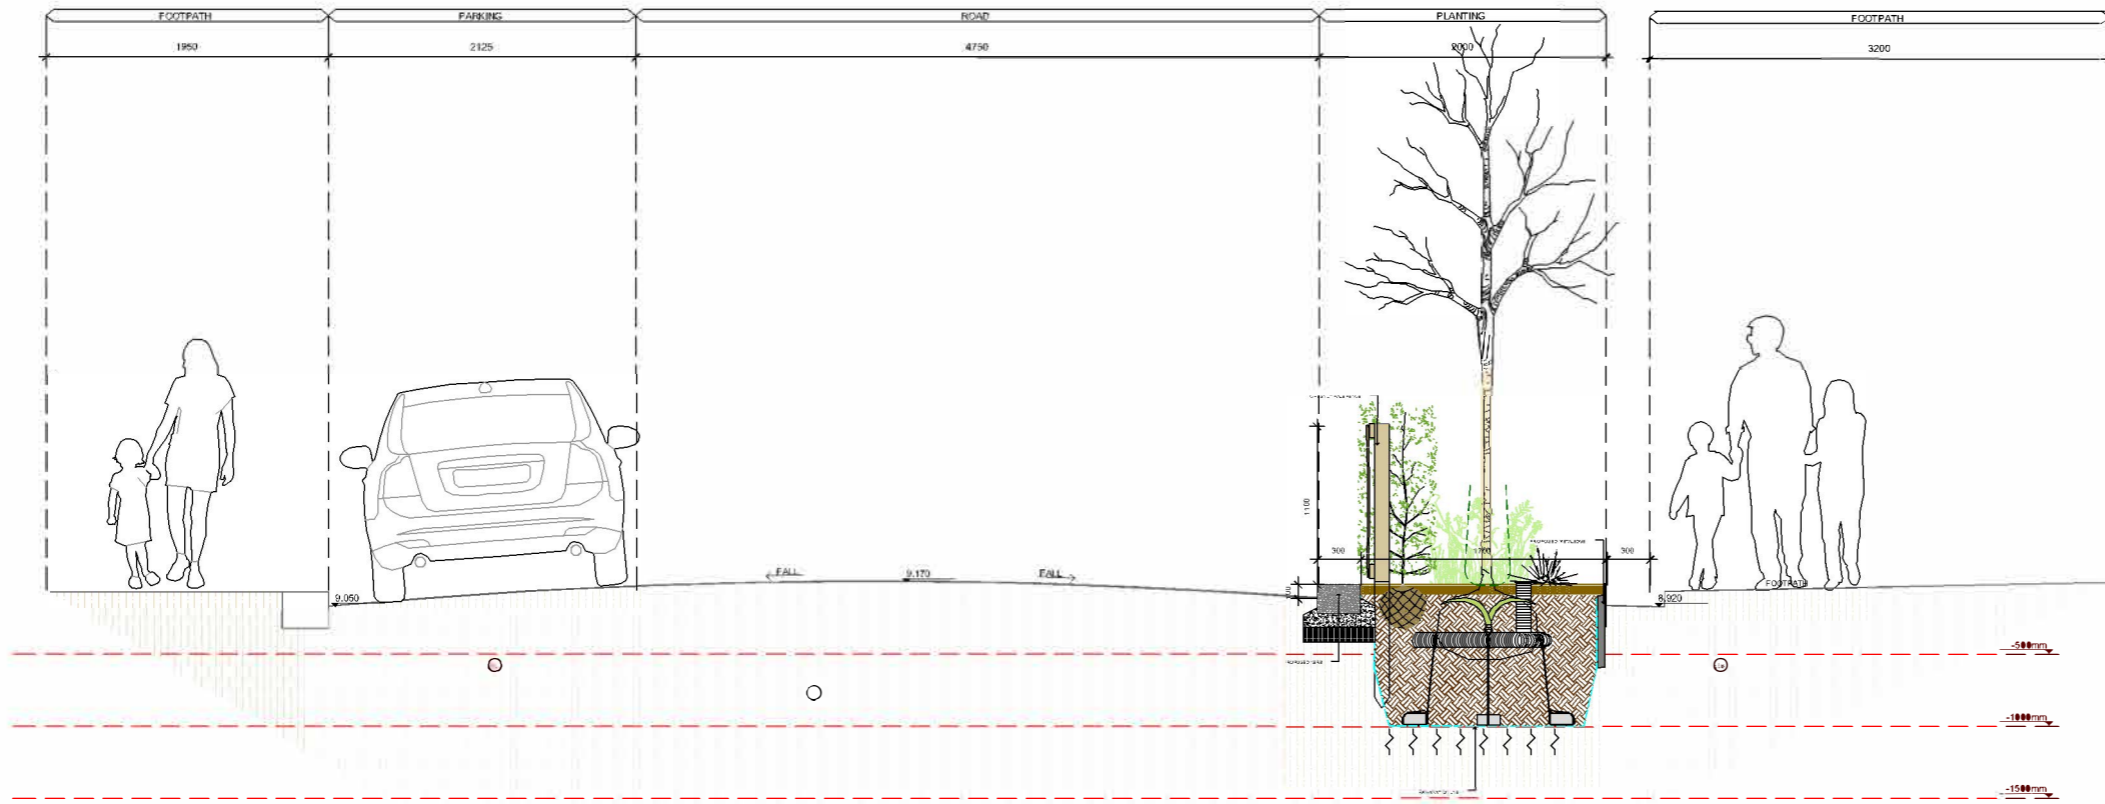 FOOTPATH
PARKING
ROAD
PLANTING
FOOTPATH
1950
2125
4750
2000
3200
1100
300
1700
300
FALL
9.170
FALL
9.050
FOOTPATH
8.920
-500mm
-1000mm
-1500mm